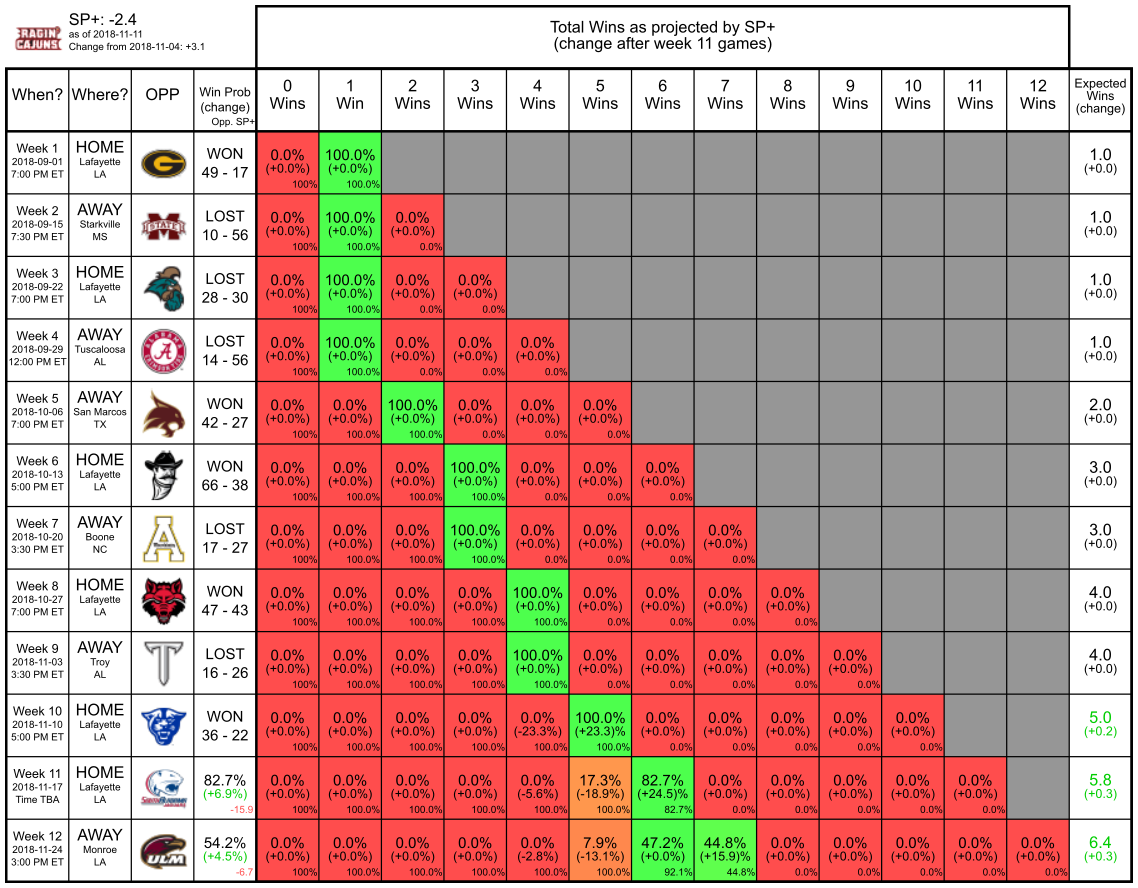 RAGIN'
CAJUNS
SP+: -2.4
as of 2018-11-11
Change from 2018-11-04: +3.1
Total Wins as projected by SP+
(change after week 11 games)
When? Where? OPP Win Prob (change) Opp. SP+ 0 Wins 1 Win 2 Wins 3 Wins 4 Wins 5 Wins 6 Wins 7 Wins 8 Wins 9 Wins 10 Wins 11 Wins 12 Wins Expected Wins (change)
Week 1 HOME G WON 0.0% 100.0% 1.0
2018-09-01 Lafayette (+0.0%) (+0.0%) (+0.0)
7:00 PM ET LA 49 - 17 100% 100.0%
Week 2 AWAY STATE LOST 0.0% 100.0% 0.0% 1.0
2018-09-15 Starkville (+0.0%) (+0.0%) (+0.0%) (+0.0)
7:30 PM ET MS 10 - 56 100% 100.0% 0.0%
Week 3 HOME LOST 0.0% 100.0% 0.0% 0.0% 1.0
2018-09-22 Lafayette (+0.0%) (+0.0%) (+0.0%) (+0.0%) (+0.0)
7:00 PM ET LA 28 - 30 100% 100.0% 0.0% 0.0%
Week 4 AWAY ALABAMA A LOST 0.0% 100.0% 0.0% 0.0% 0.0% 1.0
2018-09-29 Tuscaloosa (+0.0%) (+0.0%) (+0.0%) (+0.0%) (+0.0%) (+0.0)
12:00 PM ET AL 14 - 56 100% 100.0% 0.0% 0.0% 0.0%
Week 5 AWAY WON 0.0% 0.0% 100.0% 0.0% 0.0% 0.0% 2.0
2018-10-06 San Marcos (+0.0%) (+0.0%) (+0.0%) (+0.0%) (+0.0%) (+0.0%) (+0.0)
7:00 PM ET TX 42 - 27 100% 100.0% 100.0% 0.0% 0.0% 0.0%
Week 6 HOME WON 0.0% 0.0% 0.0% 100.0% 0.0% 0.0% 0.0% 3.0
2018-10-13 Lafayette (+0.0%) (+0.0%) (+0.0%) (+0.0%) (+0.0%) (+0.0%) (+0.0%) (+0.0)
5:00 PM ET LA 66 - 38 100% 100.0% 100.0% 100.0% 0.0% 0.0% 0.0%
Week 7 AWAY A LOST 0.0% 0.0% 0.0% 100.0% 0.0% 0.0% 0.0% 0.0% 3.0
2018-10-20 Boone (+0.0%) (+0.0%) (+0.0%) (+0.0%) (+0.0%) (+0.0%) (+0.0%) (+0.0%) (+0.0)
3:30 PM ET NC 17 - 27 100% 100.0% 100.0% 100.0% 0.0% 0.0% 0.0% 0.0%
Week 8 HOME WON 0.0% 0.0% 0.0% 0.0% 100.0% 0.0% 0.0% 0.0% 0.0% 4.0
2018-10-27 Lafayette (+0.0%) (+0.0%) (+0.0%) (+0.0%) (+0.0%) (+0.0%) (+0.0%) (+0.0%) (+0.0%) (+0.0)
7:00 PM ET LA 47 - 43 100% 100.0% 100.0% 100.0% 100.0% 0.0% 0.0% 0.0% 0.0%
Week 9 AWAY T LOST 0.0% 0.0% 0.0% 0.0% 100.0% 0.0% 0.0% 0.0% 0.0% 0.0% 4.0
2018-11-03 Troy (+0.0%) (+0.0%) (+0.0%) (+0.0%) (+0.0%) (+0.0%) (+0.0%) (+0.0%) (+0.0%) (+0.0%) (+0.0)
3:30 PM ET AL 16 - 26 100% 100.0% 100.0% 100.0% 100.0% 0.0% 0.0% 0.0% 0.0% 0.0%
Week 10 HOME WON 0.0% 0.0% 0.0% 0.0% 0.0% 100.0% 0.0% 0.0% 0.0% 0.0% 0.0% 5.0
2018-11-10 Lafayette (+0.0%) (+0.0%) (+0.0%) (+0.0%) (-23.3%) (+23.3%) (+0.0%) (+0.0%) (+0.0%) (+0.0%) (+0.0%) (+0.2)
5:00 PM ET LA 36 - 22 100% 100.0% 100.0% 100.0% 100.0% 100.0% 0.0% 0.0% 0.0% 0.0% 0.0%
Week 11 HOME 82.7% 0.0% 0.0% 0.0% 0.0% 0.0% 17.3% 82.7% 0.0% 0.0% 0.0% 0.0% 0.0% 5.8
2018-11-17 Lafayette (+6.9%) (+0.0%) (+0.0%) (+0.0%) (+0.0%) (-5.6%) (-18.9%) (+24.5)% (+0.0%) (+0.0%) (+0.0%) (+0.0%) (+0.0%) (+0.3)
Time TBA LA SOUTH ALABAMA -15.9 100% 100.0% 100.0% 100.0% 100.0% 100.0% 82.7% 0.0% 0.0% 0.0% 0.0% 0.0%
Week 12 AWAY 54.2% 0.0% 0.0% 0.0% 0.0% 0.0% 7.9% 47.2% 44.8% 0.0% 0.0% 0.0% 0.0% 0.0% 6.4
2018-11-24 Monroe (+4.5%) (+0.0%) (+0.0%) (+0.0%) (+0.0%) (-2.8%) (-13.1%) (+0.0%) (+15.9)% (+0.0%) (+0.0%) (+0.0%) (+0.0%) (+0.0%) (+0.3)
3:00 PM ET LA ULM -6.7 100% 100.0% 100.0% 100.0% 100.0% 100.0% 92.1% 44.8% 0.0% 0.0% 0.0% 0.0% 0.0%